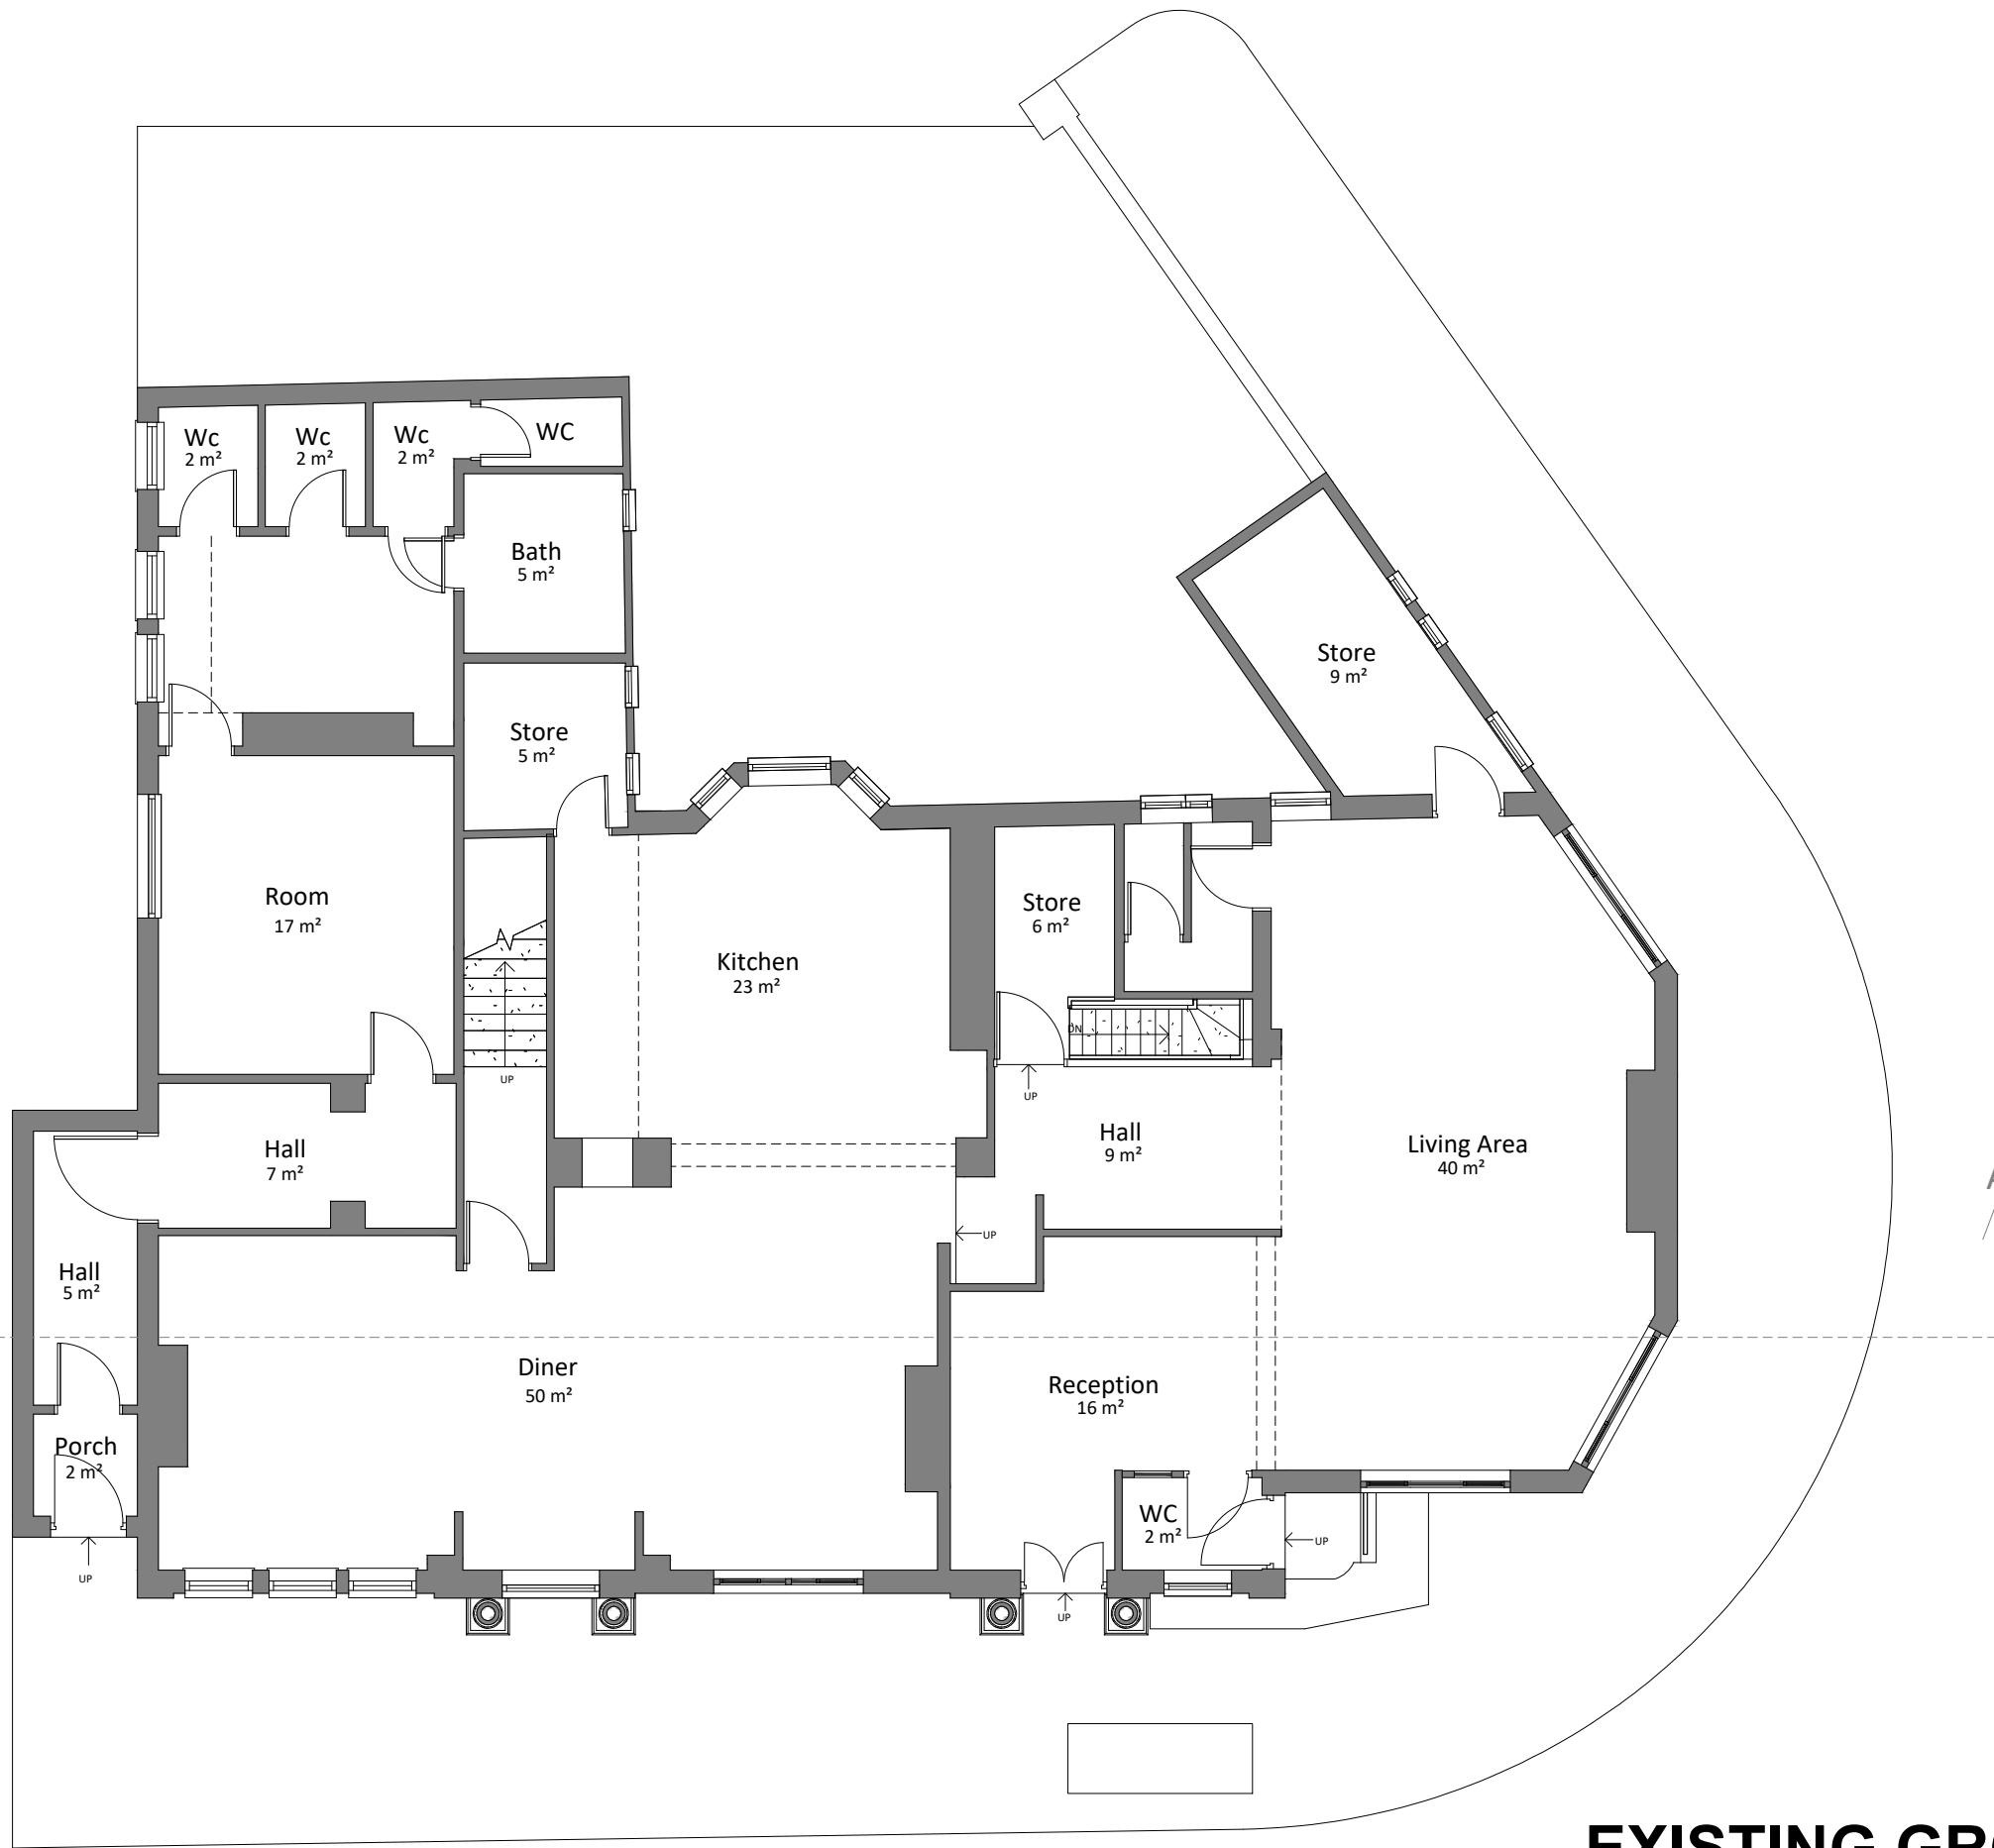 Wc
2 m²
Wc
2 m²
Wc
2 m²
WC
Bath
5 m²
Store
5 m²
Store
9 m²
Room
17 m²
Kitchen
23 m²
Store
6 m²
DN
UP
UP
Hall
7 m²
Hall
9 m²
Living Area
40 m²
UP
Hall
5 m²
Diner
50 m²
Reception
16 m²
Porch
2 m²
WC
2 m²
UP
UP
UP
EXISTING GR